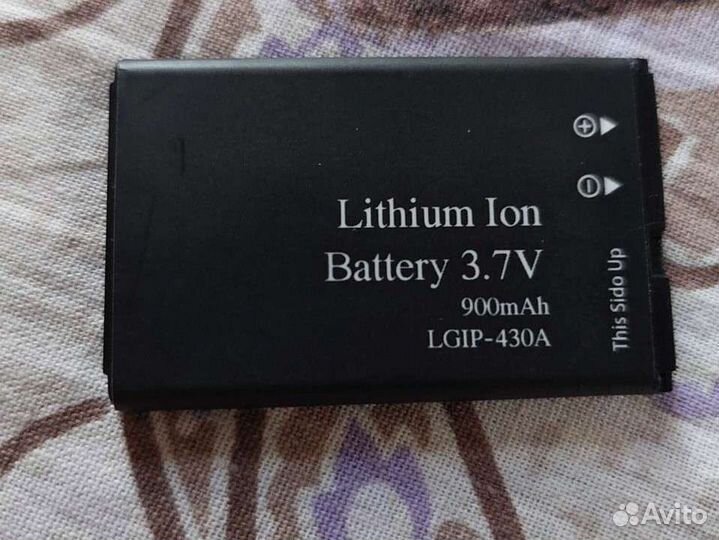 Lithium Ion
Battery 3.7V
900mAh
LGIP-430A
This Sido Up
Avito